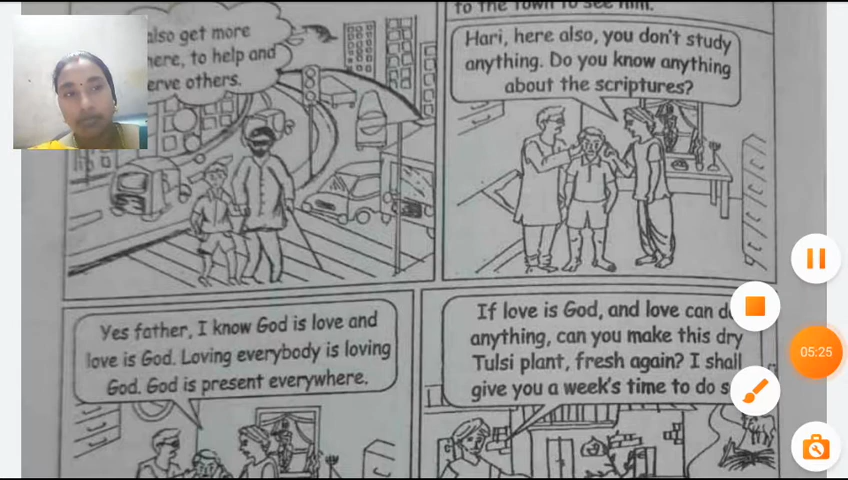 also get more
here, to help and
erve others.
to the town to see him.
Hari, here also, you don't study
anything. Do you know anything
about the scriptures?
Yes father, I know God is love and
love is God. Loving everybody is loving
God. God is present everywhere.
If love is God, and love can d
anything, can you make this dry
Tulsi plant, fresh again? I shall
give you a week's time to do s
05:25